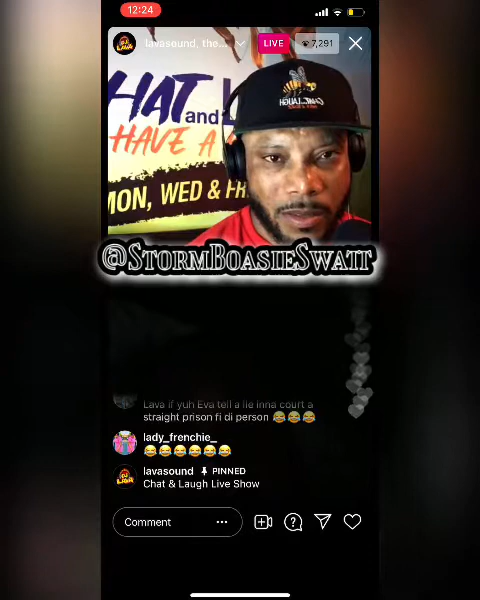 12:24
lavasound, the...
LIVE
7,291
HAT and
HAVE A
MON, WED & FR
@StormBoasieSwatt
Lava if yuh Eva tell a lie inna court a
straight prison fi di person 😂😂😂
lady_frenchie_
😂😂😂😂😂😂
lavasound PINNED
Chat & Laugh Live Show
Comment ...